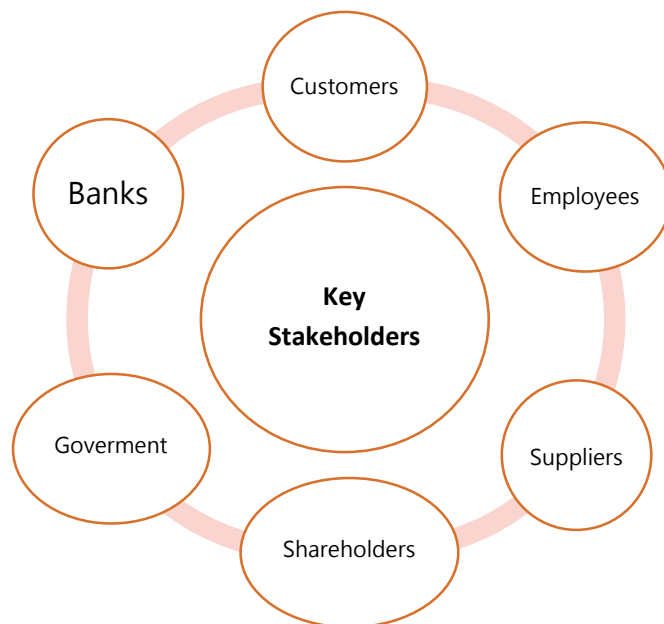 Customers
Banks
Employees
Key
Stakeholders
Goverment
Suppliers
Shareholders